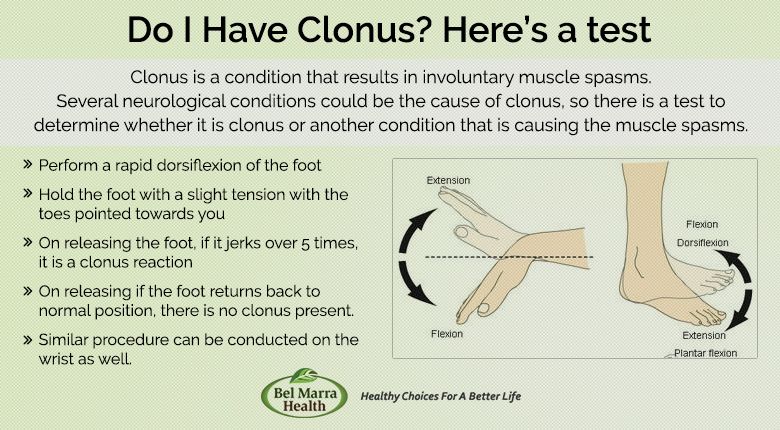 Do I Have Clonus? Here's a test
Clonus is a condition that results in involuntary muscle spasms.
Several neurological conditions could be the cause of clonus, so there is a test to
determine whether it is clonus or another condition that is causing the muscle spasms.
» Perform a rapid dorsiflexion of the foot
» Hold the foot with a slight tension with the
toes pointed towards you
» On releasing the foot, if it jerks over 5 times,
it is a clonus reaction
» On releasing if the foot returns back to
normal position, there is no clonus present.
» Similar procedure can be conducted on the
wrist as well.
Extension
Flexion
Flexion
Dorsiflexion
Extension
Plantar flexion
Bel Marra
Health
Healthy Choices For A Better Life